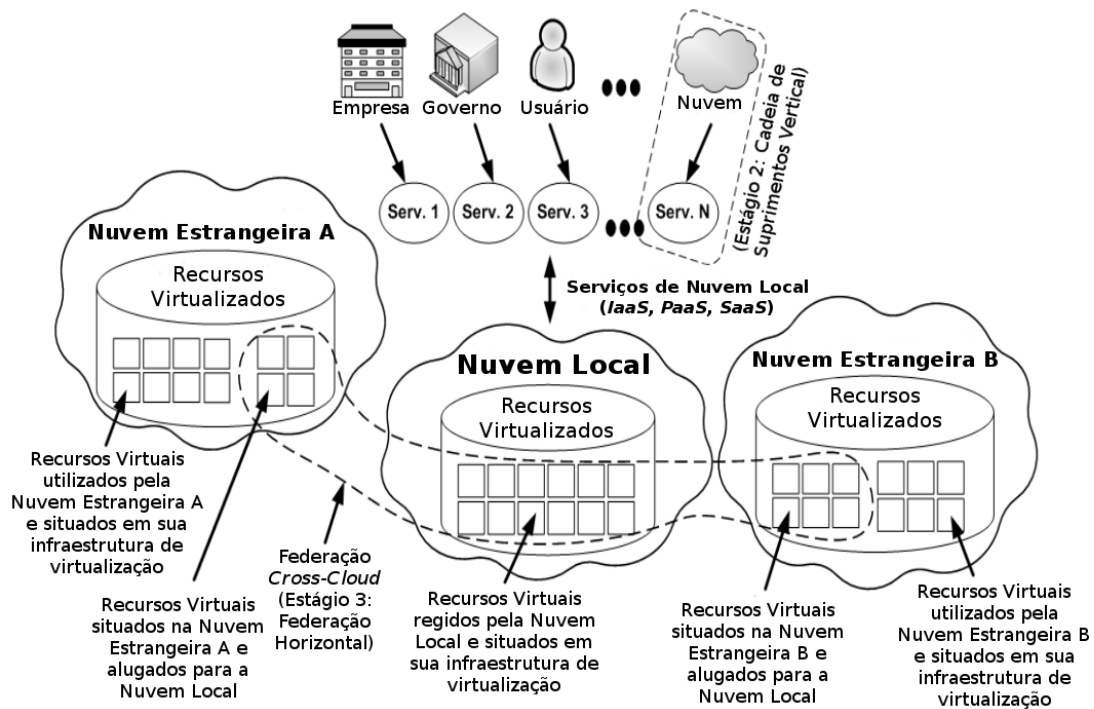 Empresa
Governo
Usuário
Nuvem
(Estágio 2: Cadeia de
Suprimentos Vertical)
Serv. 1
Serv. 2
Serv. 3
Serv. N
Nuvem Estrangeira A
Recursos
Virtualizados
Serviços de Nuvem Local
(IaaS, PaaS, SaaS)
Nuvem Local
Recursos
Virtualizados
Nuvem Estrangeira B
Recursos
Virtualizados
Recursos Virtuais
utilizados pela
Nuvem Estrangeira A
e situados em sua
infraestrutura de
virtualização
Recursos Virtuais
situados na Nuvem
Estrangeira A e
alugados para a
Nuvem Local
Federação
Cross-Cloud
(Estágio 3:
Federação
Horizontal)
Recursos Virtuais
regidos pela Nuvem
Local e situados em
sua infraestrutura de
virtualização
Recursos Virtuais
situados na Nuvem
Estrangeira B e
alugados para a
Nuvem Local
Recursos Virtuais
utilizados pela
Nuvem Estrangeira B
e situados em sua
infraestrutura de
virtualização